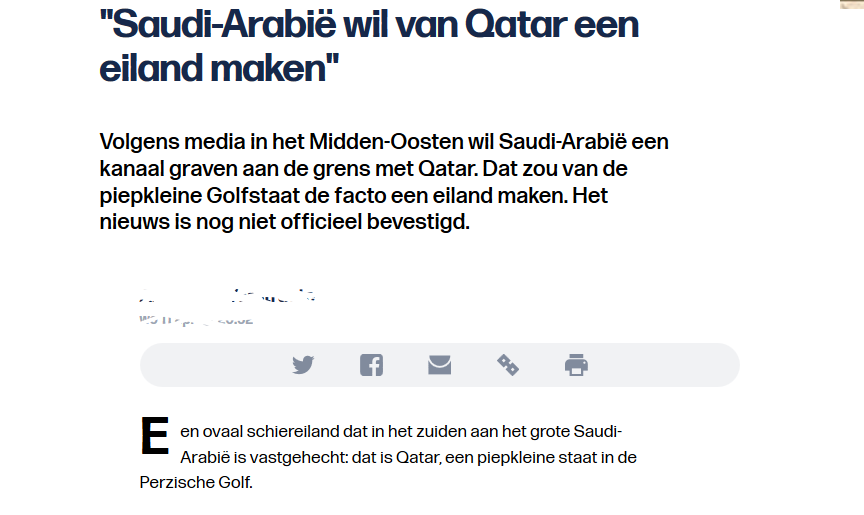 "Saudi-Arabië wil van Qatar een
eiland maken"
Volgens media in het Midden-Oosten wil Saudi-Arabië een
kanaal graven aan de grens met Qatar. Dat zou van de
piepkleine Golfstaat de facto een eiland maken. Het
nieuws is nog niet officieel bevestigd.
Een ovaal schiereiland dat in het zuiden aan het grote Saudi-
Arabië is vastgehecht: dat is Qatar, een piepkleine staat in de
Perzische Golf.